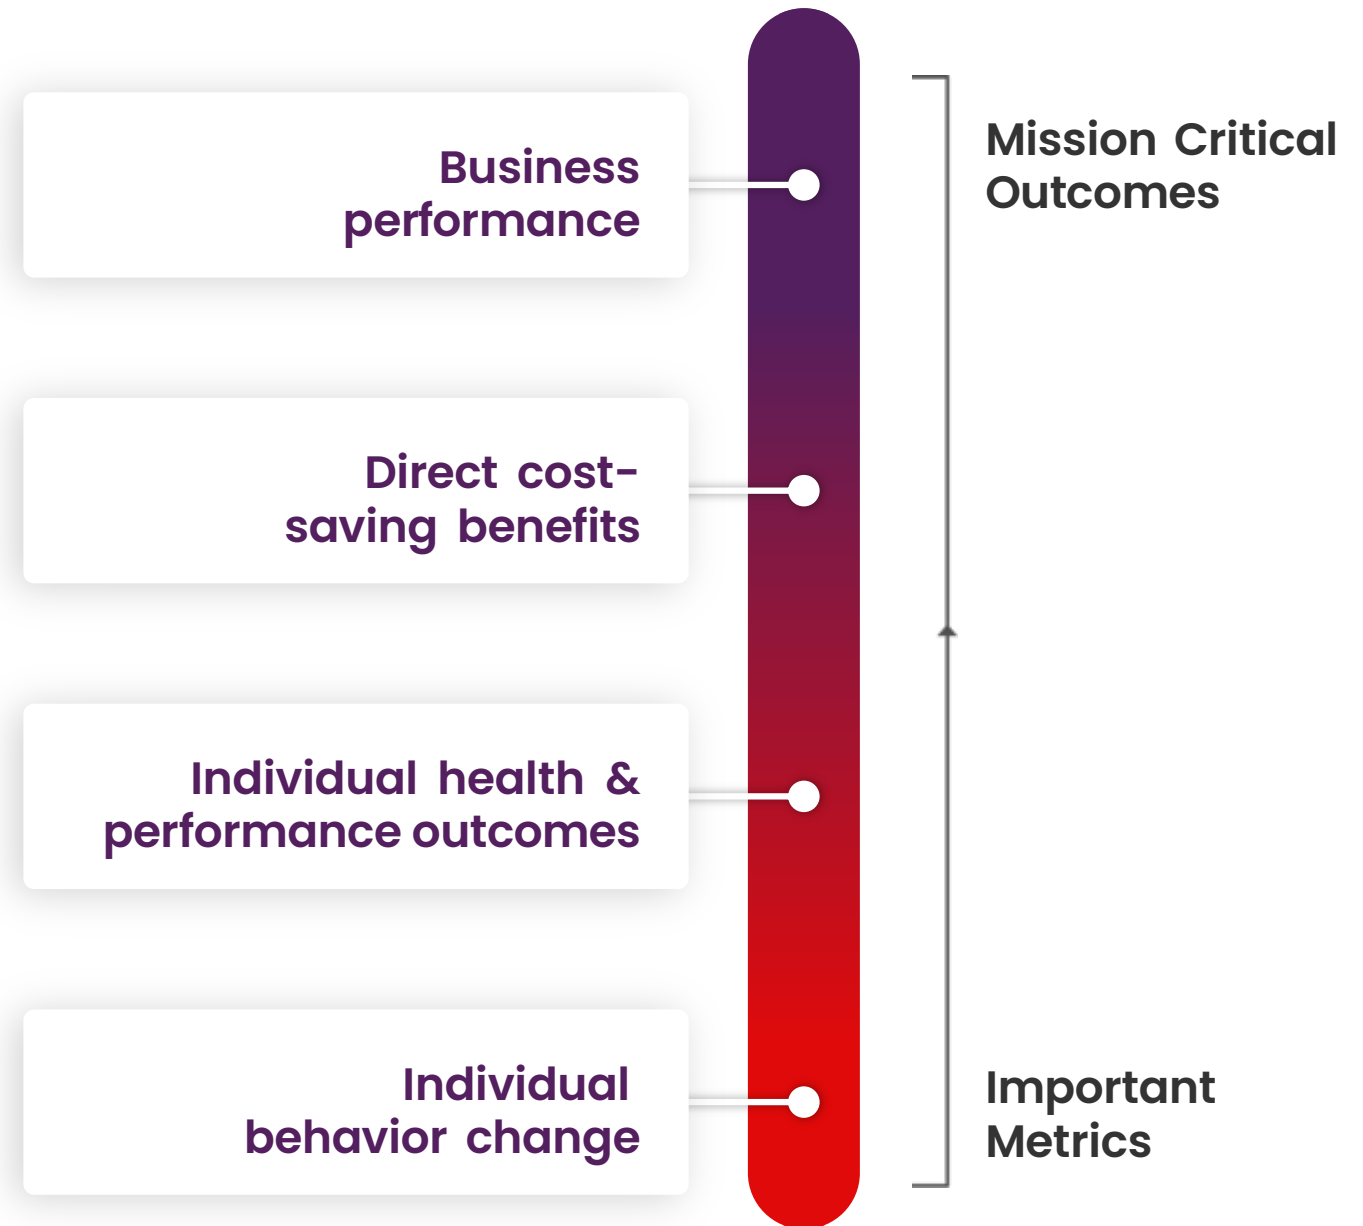 Business
performance
Mission Critical
Outcomes
Direct cost-
saving benefits
Individual health &
performance outcomes
Individual
behavior change
Important
Metrics